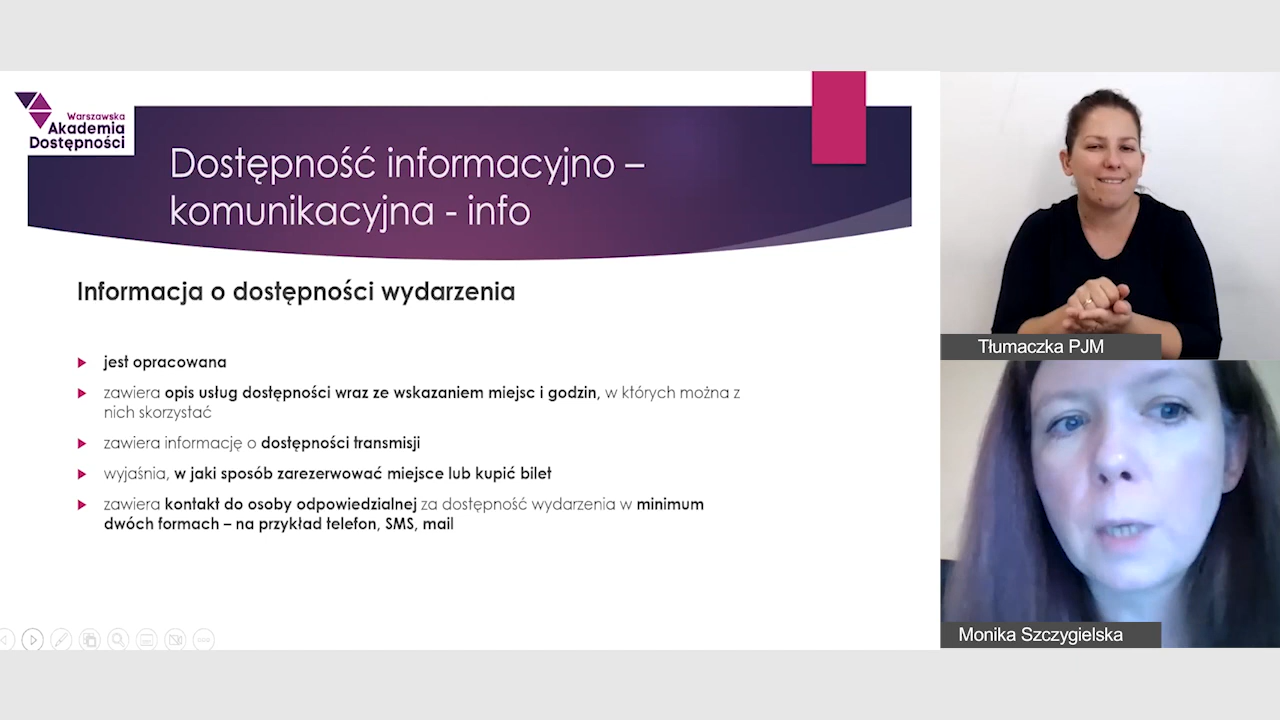 Warszawska
Akademia
Dostępności
Dostępność informacyjno –
komunikacyjna - info
Informacja o dostępności wydarzenia
jest opracowana
zawiera opis usług dostępności wraz ze wskazaniem miejsc i godzin, w których można z
nich skorzystać
zawiera informację o dostępności transmisji
wyjaśnia, w jaki sposób zarezerwować miejsce lub kupić bilet
zawiera kontakt do osoby odpowiedzialnej za dostępność wydarzenia w minimum
dwóch formach – na przykład telefon, SMS, mail
Tłumaczka PJM
Monika Szczygielska